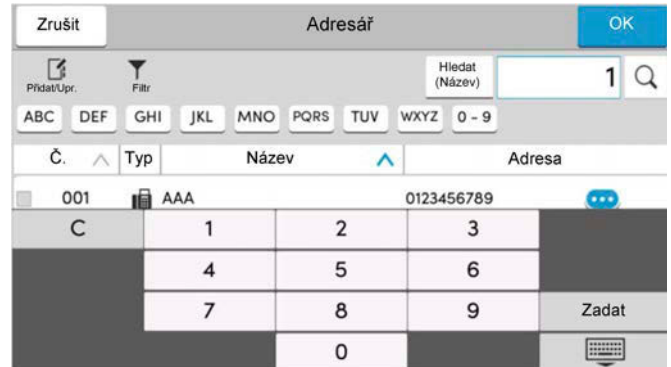 Zrušit Adresář OK
Přidat/Upr. Filtr Hledat (Název) 1
ABC DEF GHI JKL MNO PQRS TUV WXYZ 0 - 9
Č. Typ Název Adresa
001 AAA 0123456789
C 1 2 3
4 5 6
7 8 9 Zadat
0